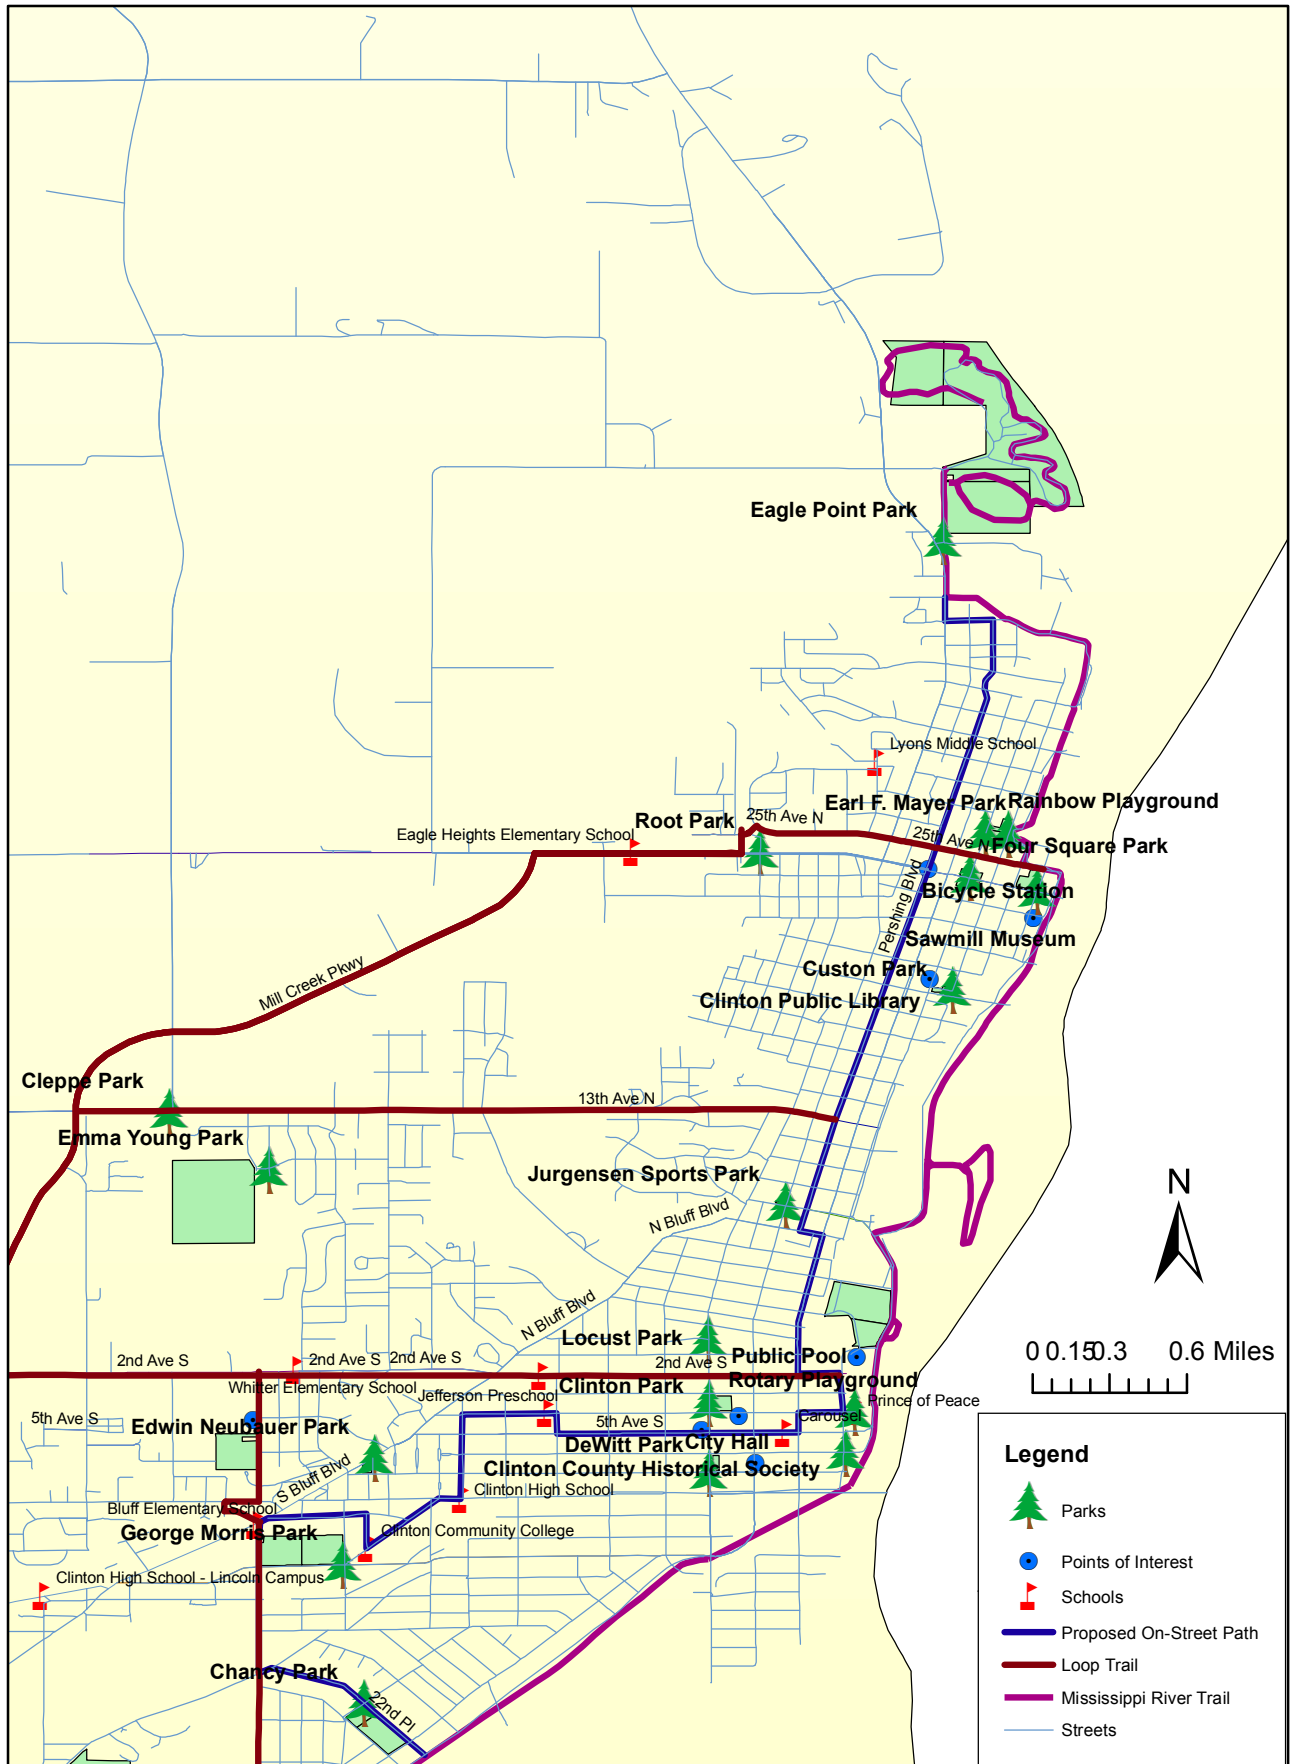 Eagle Point Park
Lyons Middle School
Earl F. Mayer Park
Rainbow Playground
Root Park
25th Ave N
Eagle Heights Elementary School
25th Ave N
Four Square Park
Pershing Blvd
Bicycle Station
Sawmill Museum
Custon Park
Clinton Public Library
Mill Creek Pkwy
Cleppe Park
13th Ave N
Emma Young Park
Jurgensen Sports Park
N Bluff Blvd
N
N Bluff Blvd
Locust Park
0 0.15 0.3 0.6 Miles
2nd Ave S
2nd Ave S
2nd Ave S
2nd Ave S
Public Pool
Whitter Elementary School
Jefferson Preschool
Clinton Park
Rotary Playground
Prince of Peace
5th Ave S
Edwin Neubauer Park
5th Ave S
Carousel
DeWitt Park
City Hall
S Bluff Blvd
Clinton County Historical Society
Clinton High School
Bluff Elementary School
George Morris Park
Clinton Community College
Clinton High School - Lincoln Campus
Chancy Park
22nd Pl
Legend
Parks
Points of Interest
Schools
Proposed On-Street Path
Loop Trail
Mississippi River Trail
Streets